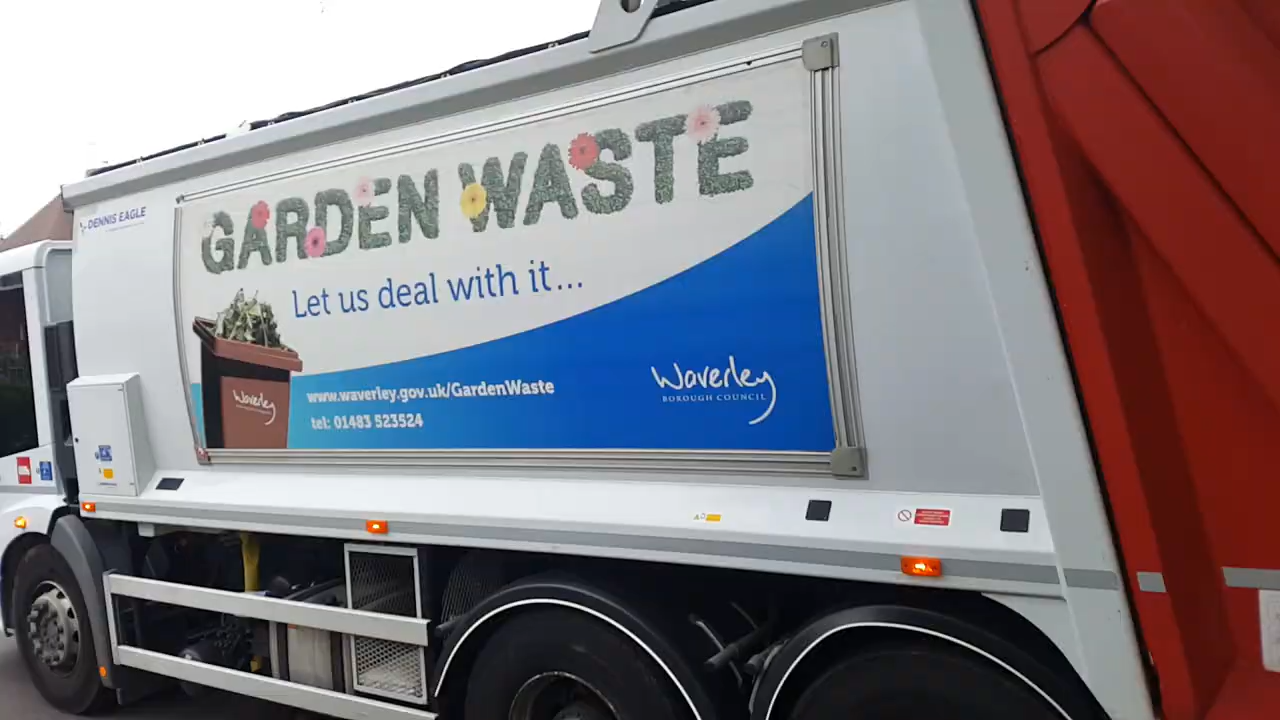 DENNIS EAGLE
GARDEN WASTE
Let us deal with it...
www.waverley.gov.uk/GardenWaste
tel: 01483 523524
Waverley
BOROUGH COUNCIL
Waverley